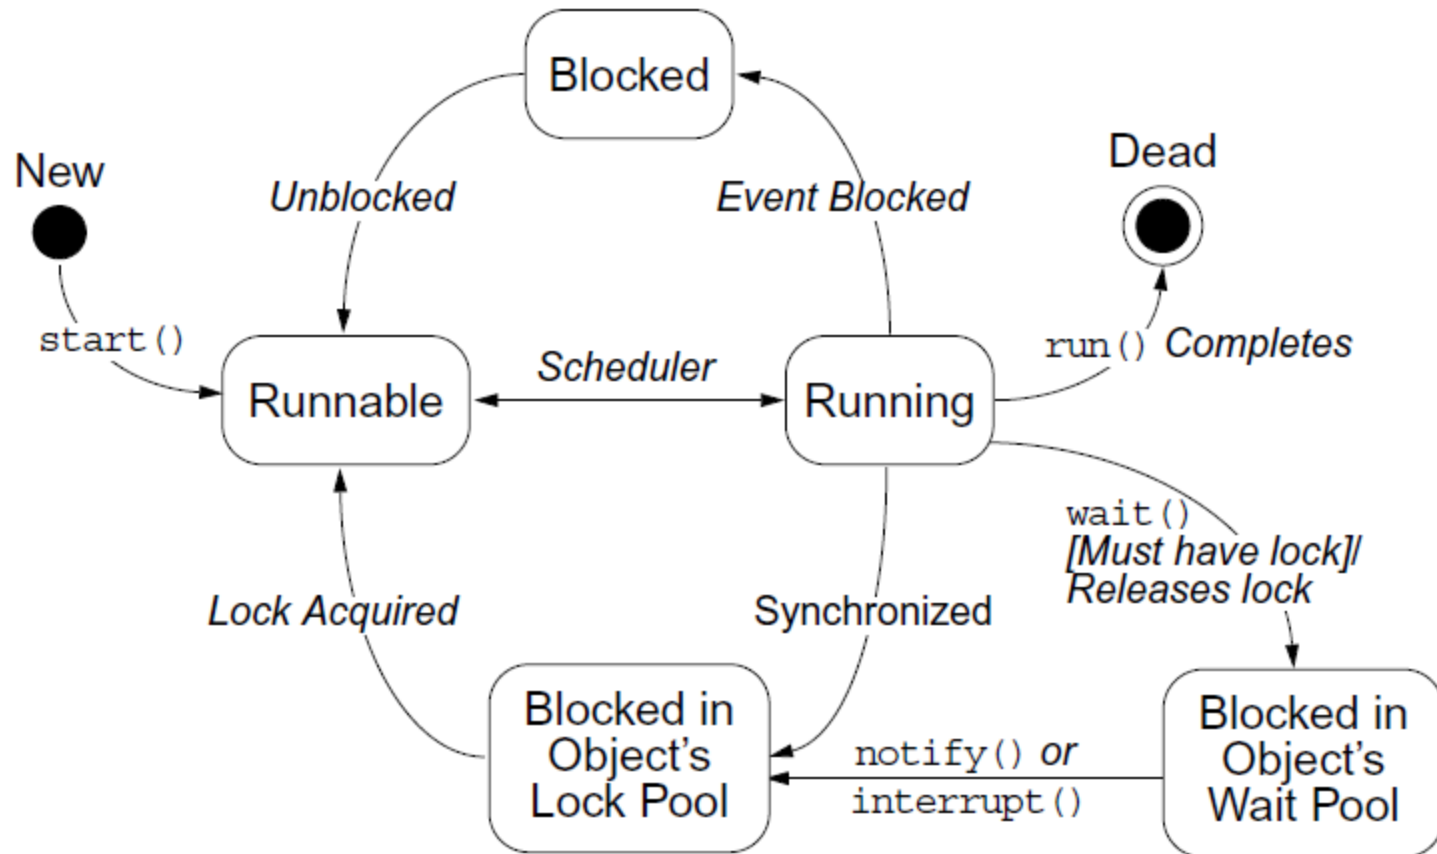 Blocked
New
Dead
Unblocked
Event Blocked
start()
Scheduler
run() Completes
Runnable
Running
wait()
[Must have lock]/
Releases lock
Lock Acquired
Synchronized
Blocked in
Object’s
Lock Pool
notify() or
interrupt()
Blocked in
Object’s
Wait Pool